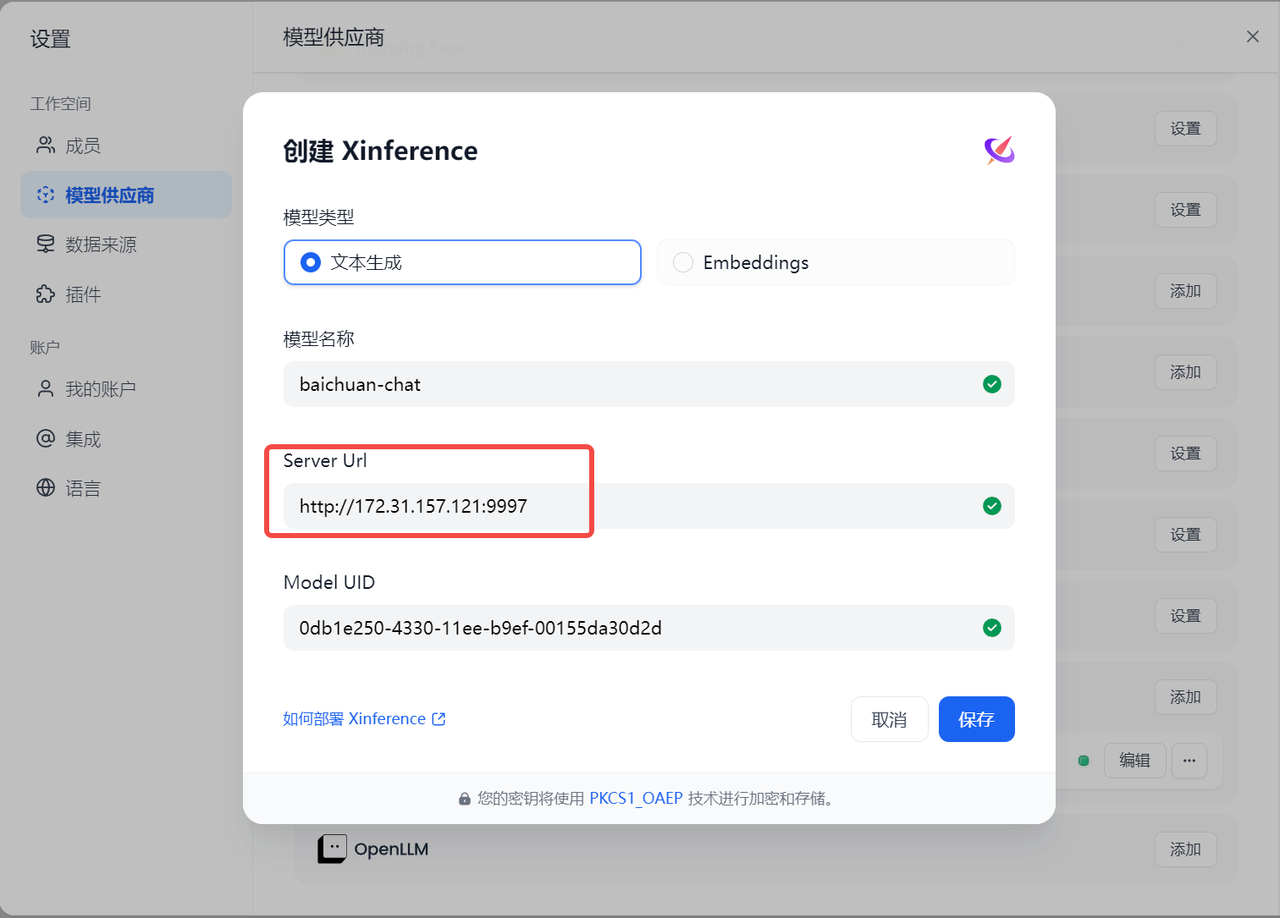 设置
工作空间
成员
模型供应商
数据来源
插件
账户
我的账户
集成
语言
模型供应商
创建 Xinference
模型类型
文本生成
Embeddings
模型名称
baichuan-chat
Server Url
http://172.31.157.121:9997
Model UID
0db1e250-4330-11ee-b9ef-00155da30d2d
如何部署 Xinference
取消
保存
您的密钥将使用 PKCS1_OAEP 技术进行加密和存储。
设置
设置
添加
添加
设置
设置
设置
添加
编辑
OpenLLM
添加